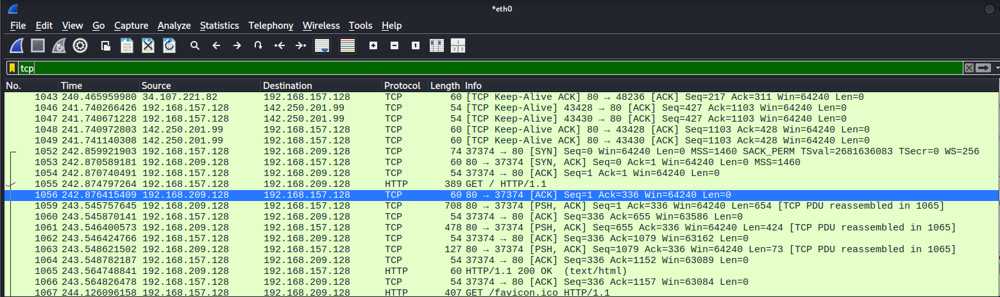 *eth0
File Edit View Go Capture Analyze Statistics Telephony Wireless Tools Help
tcp
No. Time Source Destination Protocol Length Info
1043 240.465959980 34.107.221.82 192.168.157.128 TCP 60 [TCP Keep-Alive ACK] 80 → 48236 [ACK] Seq=217 Ack=311 Win=64240 Len=0
1046 241.740266426 192.168.157.128 142.250.201.99 TCP 54 [TCP Keep-Alive] 43428 → 80 [ACK] Seq=427 Ack=1103 Win=64240 Len=0
1047 241.740671228 192.168.157.128 142.250.201.99 TCP 54 [TCP Keep-Alive] 43430 → 80 [ACK] Seq=427 Ack=1103 Win=64240 Len=0
1048 241.740972803 142.250.201.99 192.168.157.128 TCP 60 [TCP Keep-Alive ACK] 80 → 43428 [ACK] Seq=1103 Ack=428 Win=64240 Len=0
1049 241.741140308 142.250.201.99 192.168.157.128 TCP 60 [TCP Keep-Alive ACK] 80 → 43430 [ACK] Seq=1103 Ack=428 Win=64240 Len=0
1052 242.859921903 192.168.157.128 192.168.209.128 TCP 74 37374 → 80 [SYN] Seq=0 Win=64240 Len=0 MSS=1460 SACK_PERM TSval=2681636083 TSecr=0 WS=256
1053 242.870589181 192.168.209.128 192.168.157.128 TCP 60 80 → 37374 [SYN, ACK] Seq=0 Ack=1 Win=64240 Len=0 MSS=1460
1054 242.870740491 192.168.157.128 192.168.209.128 TCP 54 37374 → 80 [ACK] Seq=1 Ack=1 Win=64240 Len=0
1055 242.874797264 192.168.157.128 192.168.209.128 HTTP 389 GET / HTTP/1.1
1056 242.876415409 192.168.209.128 192.168.157.128 TCP 60 80 → 37374 [ACK] Seq=1 Ack=336 Win=64240 Len=0
1059 243.545757645 192.168.209.128 192.168.157.128 TCP 708 80 → 37374 [PSH, ACK] Seq=1 Ack=336 Win=64240 Len=654 [TCP PDU reassembled in 1065]
1060 243.545870141 192.168.157.128 192.168.209.128 TCP 54 37374 → 80 [ACK] Seq=336 Ack=655 Win=63586 Len=0
1061 243.546400573 192.168.209.128 192.168.157.128 TCP 478 80 → 37374 [PSH, ACK] Seq=655 Ack=336 Win=64240 Len=424 [TCP PDU reassembled in 1065]
1062 243.546424766 192.168.157.128 192.168.209.128 TCP 54 37374 → 80 [ACK] Seq=336 Ack=1079 Win=63162 Len=0
1063 243.548621502 192.168.209.128 192.168.157.128 TCP 127 80 → 37374 [PSH, ACK] Seq=1079 Ack=336 Win=64240 Len=73 [TCP PDU reassembled in 1065]
1064 243.548782187 192.168.157.128 192.168.209.128 TCP 54 37374 → 80 [ACK] Seq=336 Ack=1152 Win=63089 Len=0
1065 243.564748841 192.168.209.128 192.168.157.128 HTTP 60 HTTP/1.1 200 OK (text/html)
1066 243.564826478 192.168.157.128 192.168.209.128 TCP 54 37374 → 80 [ACK] Seq=336 Ack=1157 Win=63084 Len=0
1067 244.126096158 192.168.157.128 192.168.209.128 HTTP 407 GET /favicon.ico HTTP/1.1